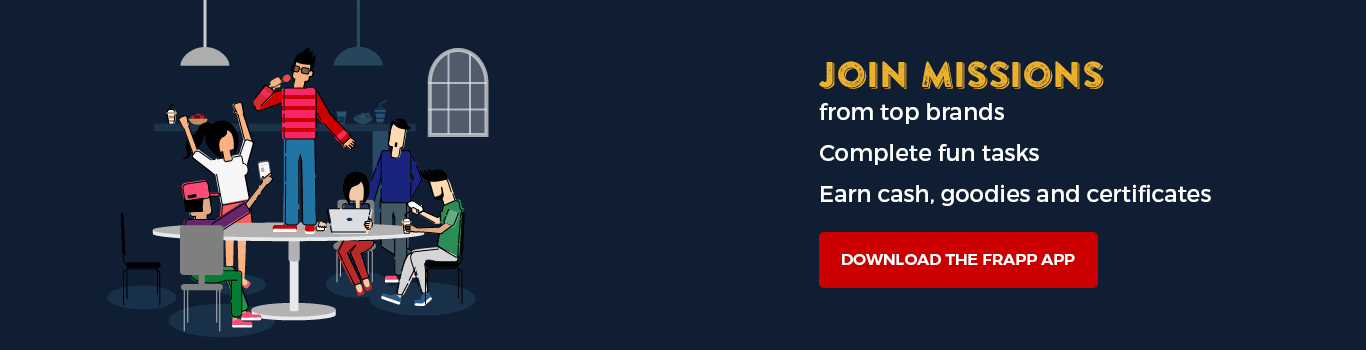 JOIN MISSIONS
from top brands
Complete fun tasks
Earn cash, goodies and certificates
DOWNLOAD THE FRAPP APP